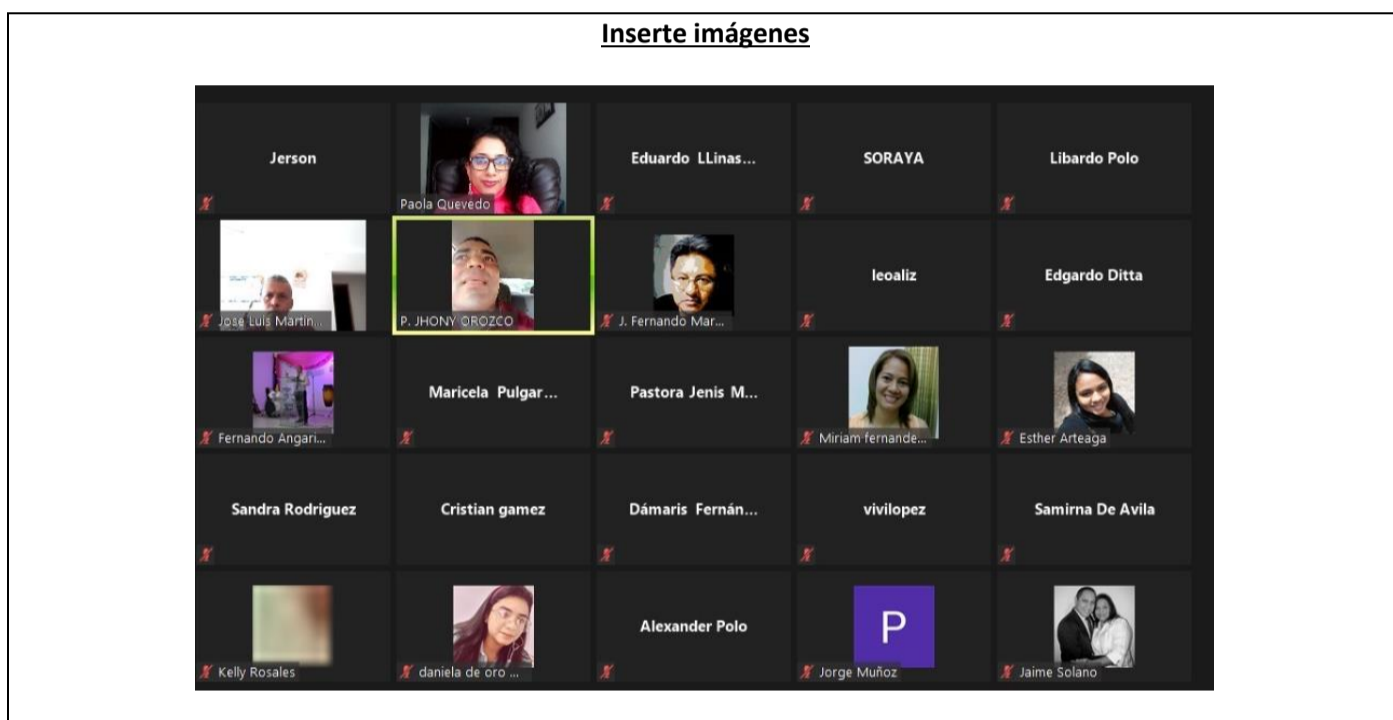 Inserte imágenes
Jerson
Paola Quevedo
Eduardo LLinas...
SORAYA
Libardo Polo
Jose Luis Martin...
P. JHONY OROZCO
J. Fernando Mar...
leoaliz
Edgardo Ditta
Fernando Angari...
Maricela Pulgar...
Pastora Jenis M...
Miriam fernande...
Esther Arteaga
Sandra Rodriguez
Cristian gamez
Dámaris Fernán...
vivilopez
Samirna De Avila
Kelly Rosales
daniela de oro ...
Alexander Polo
P
Jorge Muñoz
Jaime Solano